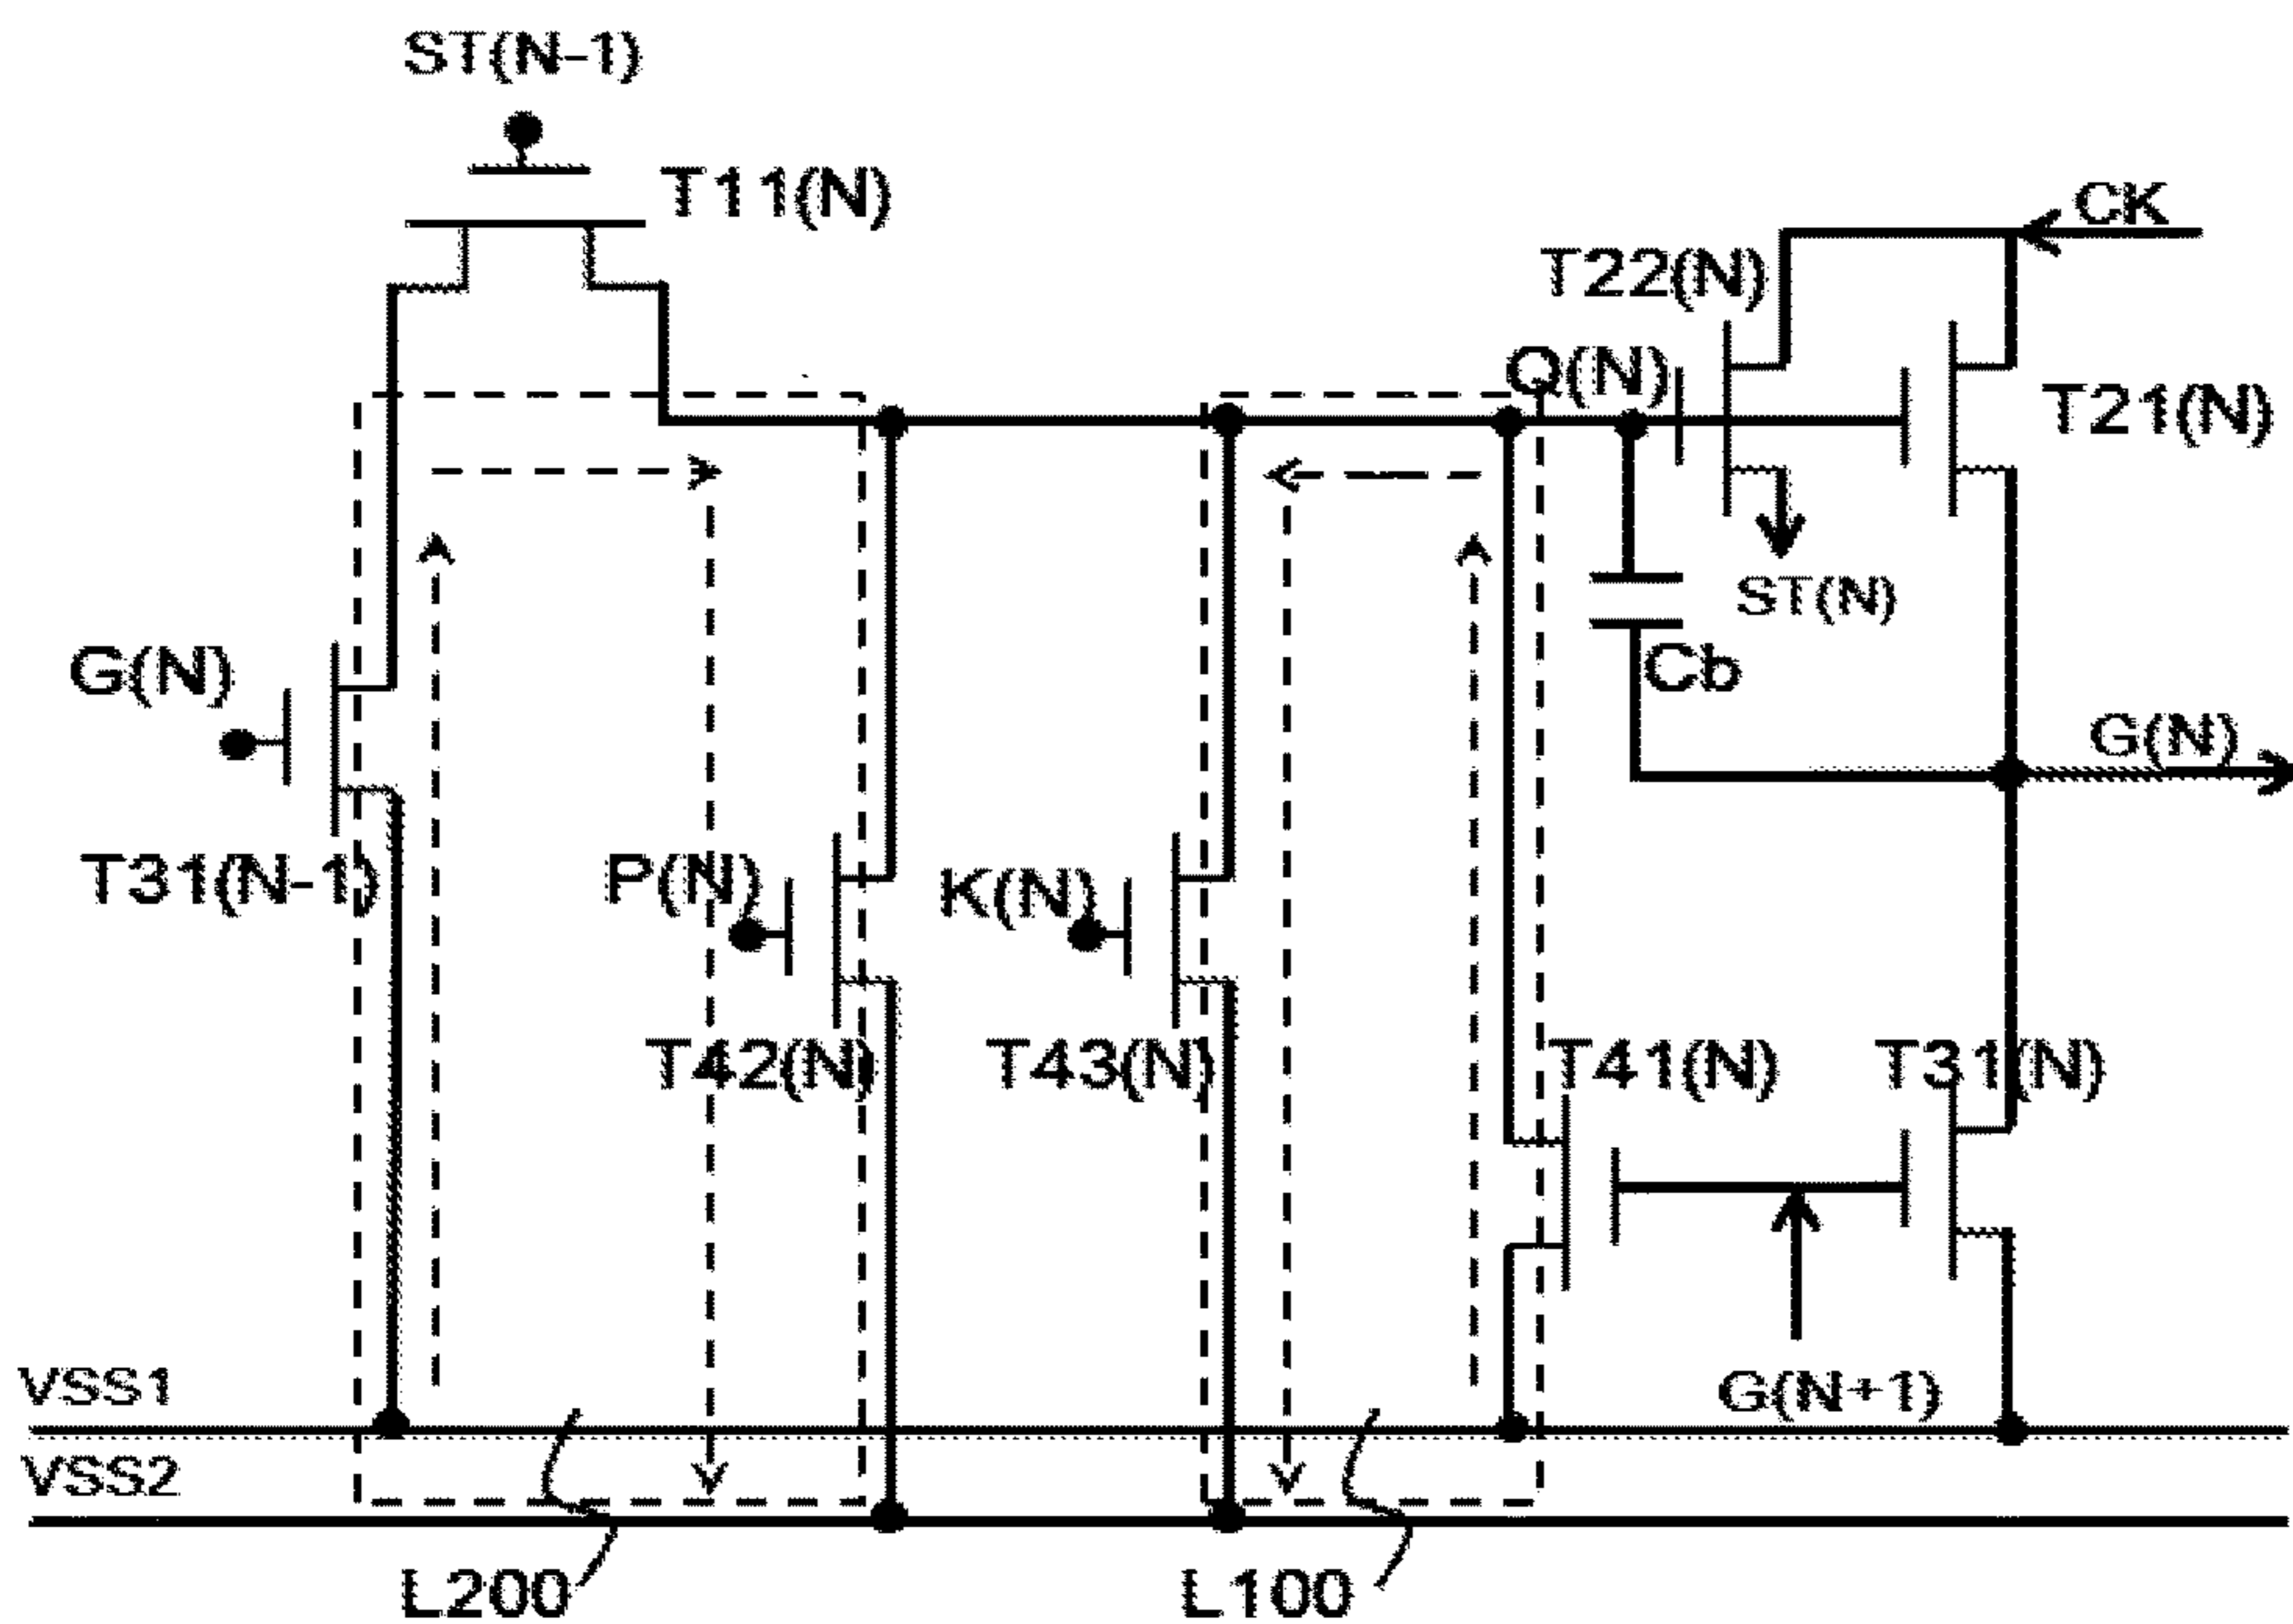 ST(N-1)
T11(N)
CK
T22(N)
Q(N)
T21(N)
ST(N)
G(N)
Cb
G(N)
T31(N-1)
P(N)
K(N)
T42(N)
T43(N)
T41(N)
T31(N)
VSS1
G(N+1)
VSS2
L200
L100